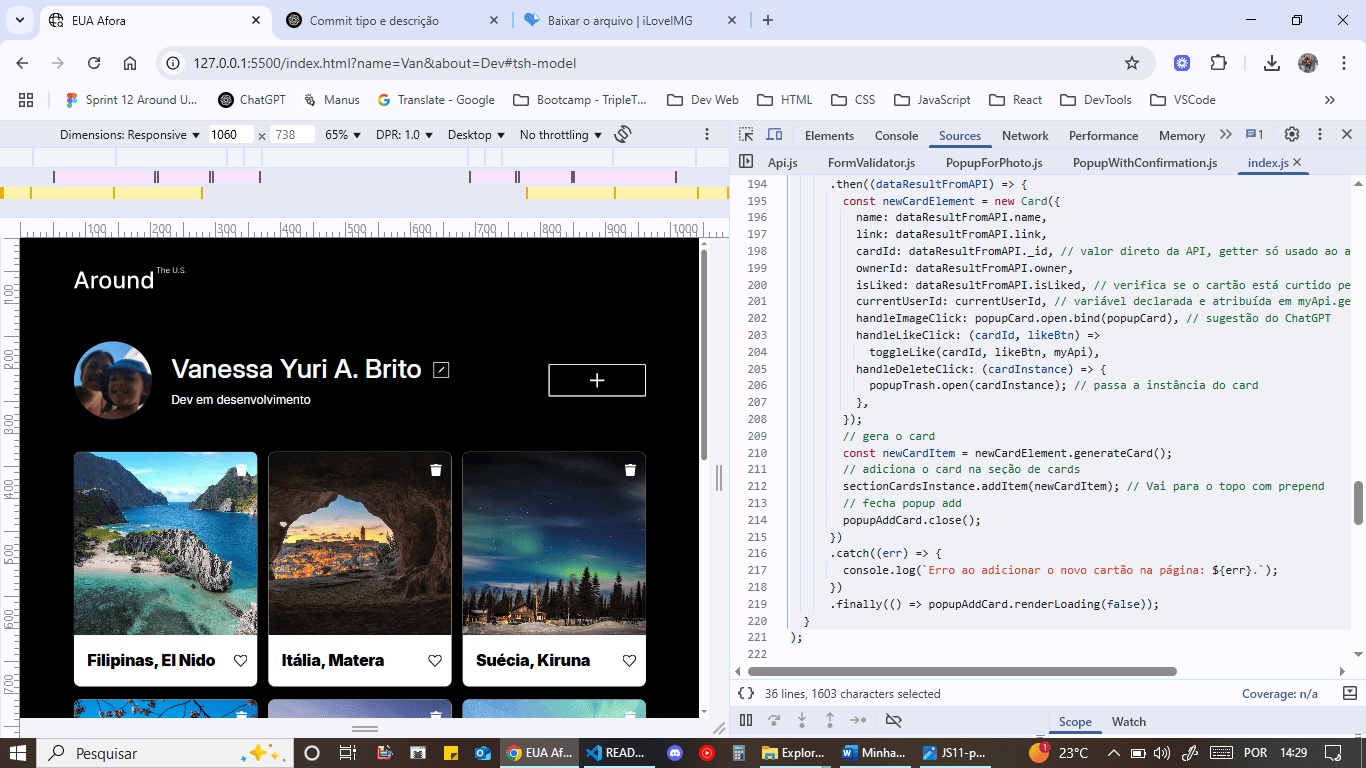 EUA Afora
Commit tipo e descrição
Baixar o arquivo | iLoveIMG
127.0.0.1:5500/index.html?name=Van&about=Dev#tsh-model
Sprint 12 Around U...
ChatGPT
Manus
Translate - Google
Bootcamp - TripleT...
Dev Web
HTML
CSS
JavaScript
React
DevTools
VSCode
Dimensions: Responsive
1060
×
738
65%
DPR: 1.0
Desktop
No throttling
Elements
Console
Sources
Network
Performance
Memory
1
Api.js
FormValidator.js
PopupForPhoto.js
PopupWithConfirmation.js
index.js
100 200 300 400 500 600 700 800 900 1000
100
200
300
400
500
600
700
Around The U.S.
Vanessa Yuri A. Brito
Dev em desenvolvimento
Filipinas, El Nido
Itália, Matera
Suécia, Kiruna
194 .then((dataResultFromAPI) => {
195 const newCardElement = new Card({
196 name: dataResultFromAPI.name,
197 link: dataResultFromAPI.link,
198 cardId: dataResultFromAPI._id, // valor direto da API, getter só usado ao a
199 ownerId: dataResultFromAPI.owner,
200 isLiked: dataResultFromAPI.isLiked, // verifica se o cartão está curtido pe
201 currentUserId: currentUserId, // variável declarada e atribuída em myApi.ge
202 handleImageClick: popupCard.open.bind(popupCard), // sugestão do ChatGPT
203 handleLikeClick: (cardId, likeBtn) =>
204 toggleLike(cardId, likeBtn, myApi),
205 handleDeleteClick: (cardInstance) => {
206 popupTrash.open(cardInstance); // passa a instância do card
207 },
208 });
209 // gera o card
210 const newCardItem = newCardElement.generateCard();
211 // adiciona o card na seção de cards
212 sectionCardsInstance.addItem(newCardItem); // Vai para o topo com prepend
213 // fecha popup add
214 popupAddCard.close();
215 })
216 .catch((err) => {
217 console.log(`Erro ao adicionar o novo cartão na página: ${err}.`);
218 })
219 .finally(() => popupAddCard.renderLoading(false));
220 }
221 );
222
36 lines, 1603 characters selected
Coverage: n/a
Scope
Watch
Pesquisar
EUA Afor...
READ...
Explor...
Minha...
JS11-p...
1
23°C
POR
14:29